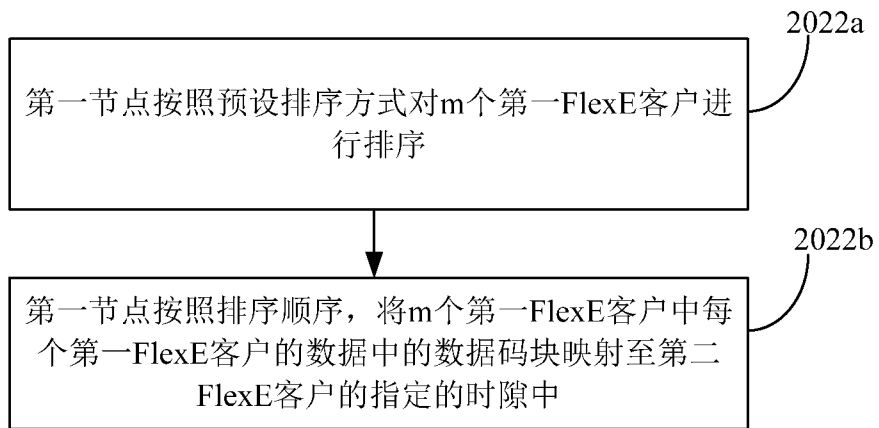 2022a
第一节点按照预设排序方式对m个第一FlexE客户进
行排序
2022b
第一节点按照排序顺序，将m个第一FlexE客户中每
个第一FlexE客户的数据中的数据码块映射至第二
FlexE客户的指定的时隙中